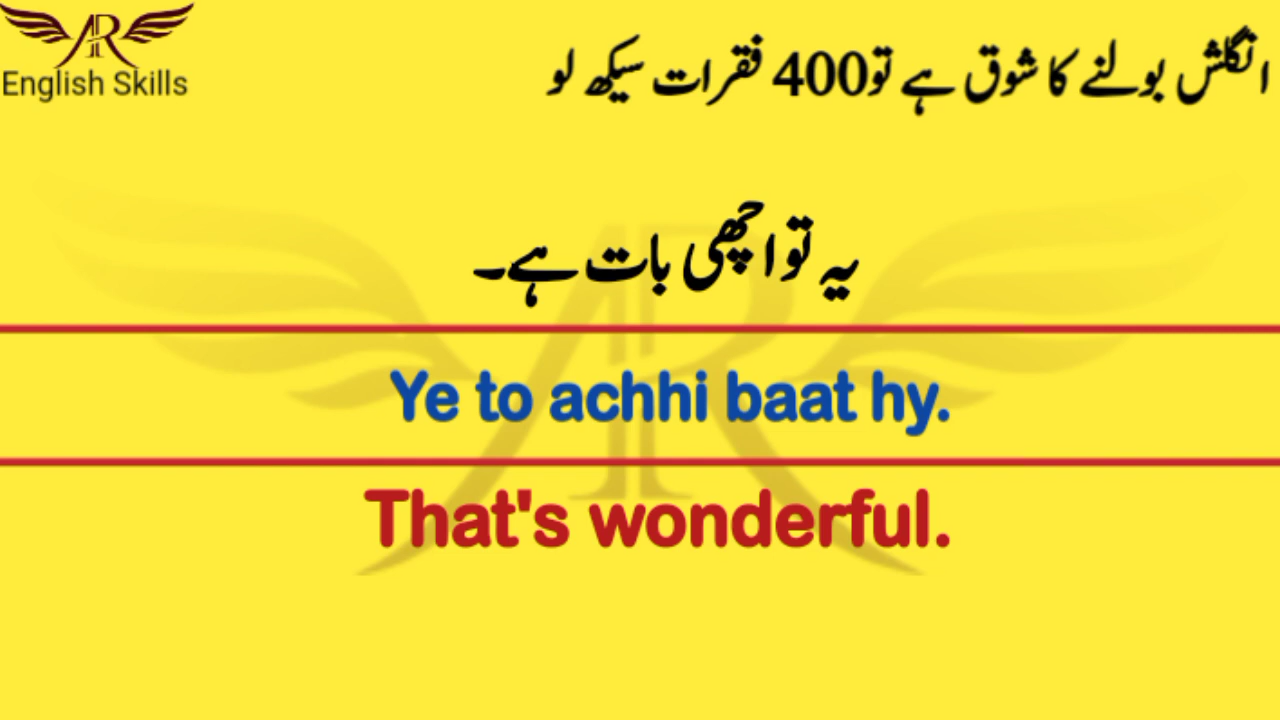 AR
English Skills
انگلش بولنے کا شوق ہے تو400 فقرات سیکھ لو
یہ تو اچھی بات ہے۔
Ye to achhi baat hy.
That's wonderful.